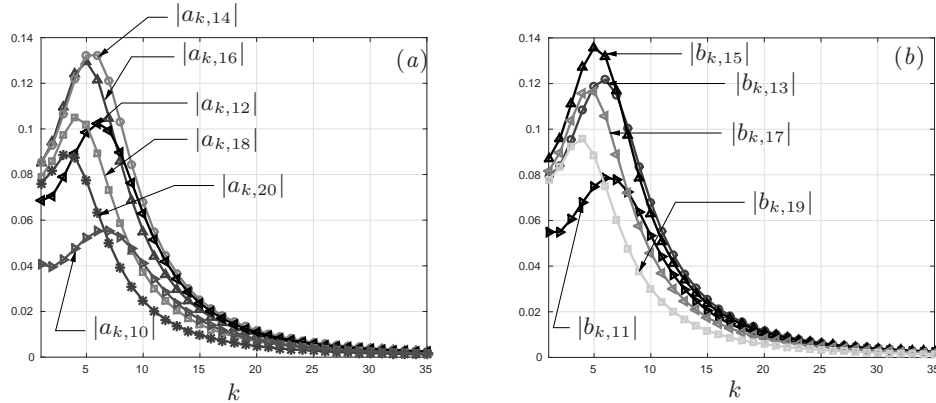 |a_{k,14}|
|a_{k,16}|
|a_{k,12}|
|a_{k,18}|
|a_{k,20}|
|a_{k,10}|
(a)
0.14
0.12
0.1
0.08
0.06
0.04
0.02
0
5
10
15
20
25
30
35
k
|b_{k,15}|
|b_{k,13}|
|b_{k,17}|
|b_{k,19}|
|b_{k,11}|
(b)
0.14
0.12
0.1
0.08
0.06
0.04
0.02
0
5
10
15
20
25
30
35
k